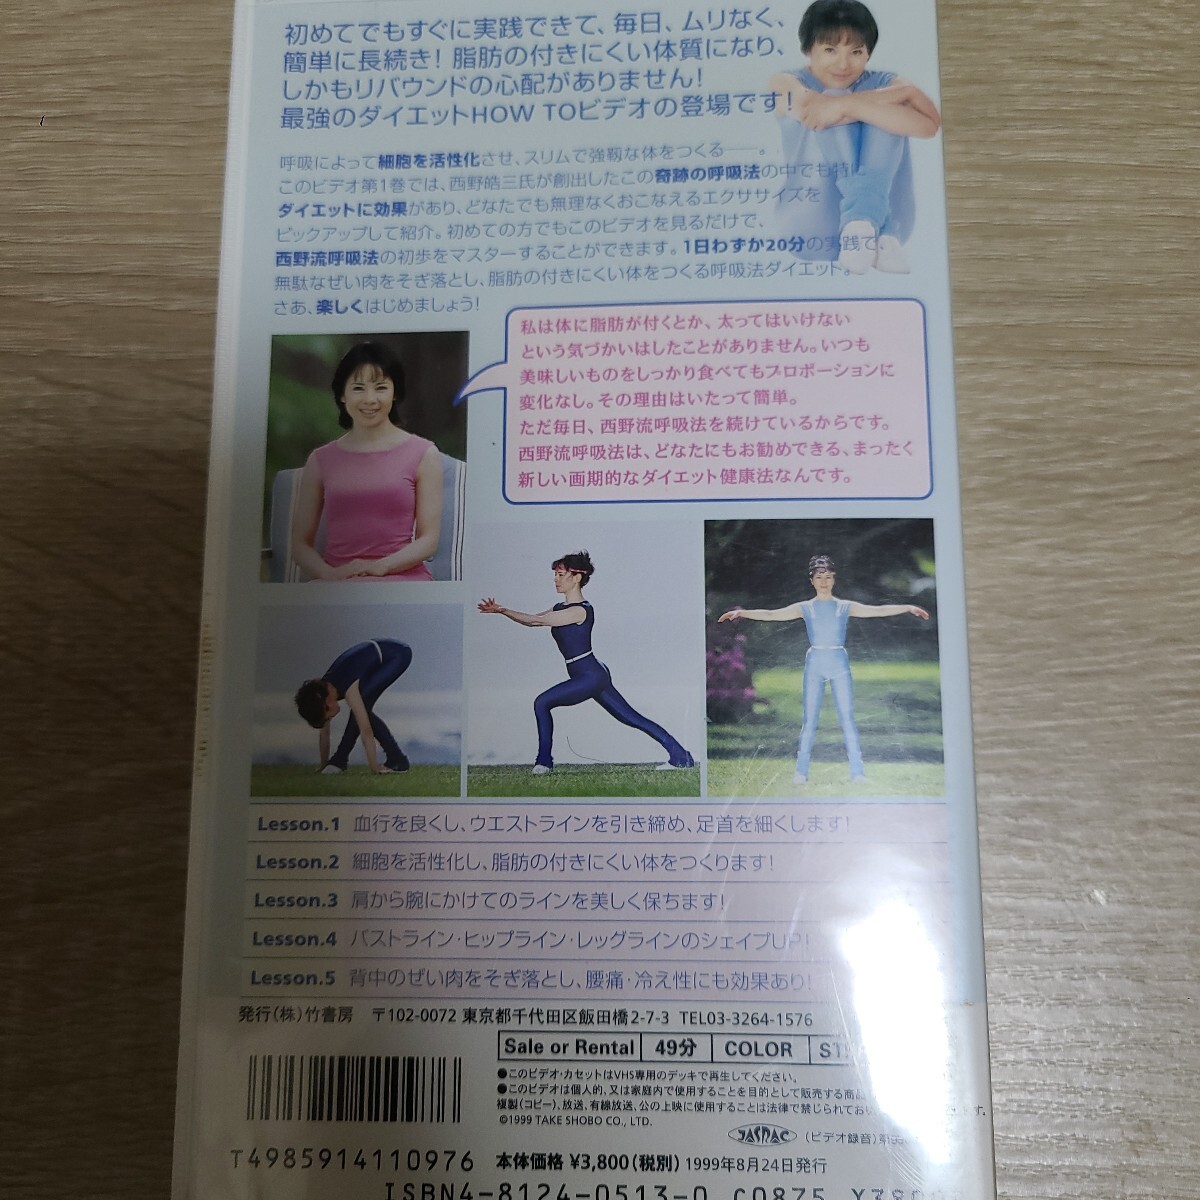 初めてでもすぐに実践できて、毎日、ムリなく、
簡単に長続き！脂肪の付きにくい体質になり、
しかもリバウンドの心配がありません！
最強のダイエットHOW TOビデオの登場です！
呼吸によって細胞を活性化させ、スリムで強靱な体をつくる――。
このビデオ第1巻では、西野皓三氏が創出したこの奇跡の呼吸法の中でも特に
ダイエットに効果があり、どなたでも無理なくおこなえるエクササイズを
ピックアップして紹介。初めての方でもこのビデオを見るだけで、
西野流呼吸法の初歩をマスターすることができます。1日わずか20分の実践で、
無駄なぜい肉をそぎ落とし、脂肪の付きにくい体をつくる呼吸法ダイエット。
さあ、楽しくはじめましょう！
私は体に脂肪が付くとか、太ってはいけない
という気づかいはしたことがありません。いつも
美味しいものをしっかり食べてもプロポーションに
変化なし。その理由はいたって簡単。
ただ毎日、西野流呼吸法を続けているからです。
西野流呼吸法は、どなたにもお勧めできる、まったく
新しい画期的なダイエット健康法なんです。
Lesson.1 血行を良くし、ウエストラインを引き締め、足首を細くします！
Lesson.2 細胞を活性化し、脂肪の付きにくい体をつくります！
Lesson.3 肩から腕にかけてのラインを美しく保ちます！
Lesson.4 バストライン・ヒップライン・レッグラインのシェイプUP！
Lesson.5 背中のぜい肉をそぎ落とし、腰痛・冷え性にも効果あり！
発行（株）竹書房 〒102-0072 東京都千代田区飯田橋2-7-3 TEL03-3264-1576
Sale or Rental 49分 COLOR
●このビデオ・カセットはVHS専用のデッキで再生してください。
●このビデオは個人的、又は家庭内で使用することを目的として販売する商品
複製（コピー）、放送、有線放送、公の上映に使用することは法律で禁じられており
©1999 TAKE SHOBO CO., LTD.
JASRAC （ビデオ録音）
T4985914110976 本体価格 ¥3,800（税別）1999年8月24日発行
ISBN4-8124-0513-0 C0875